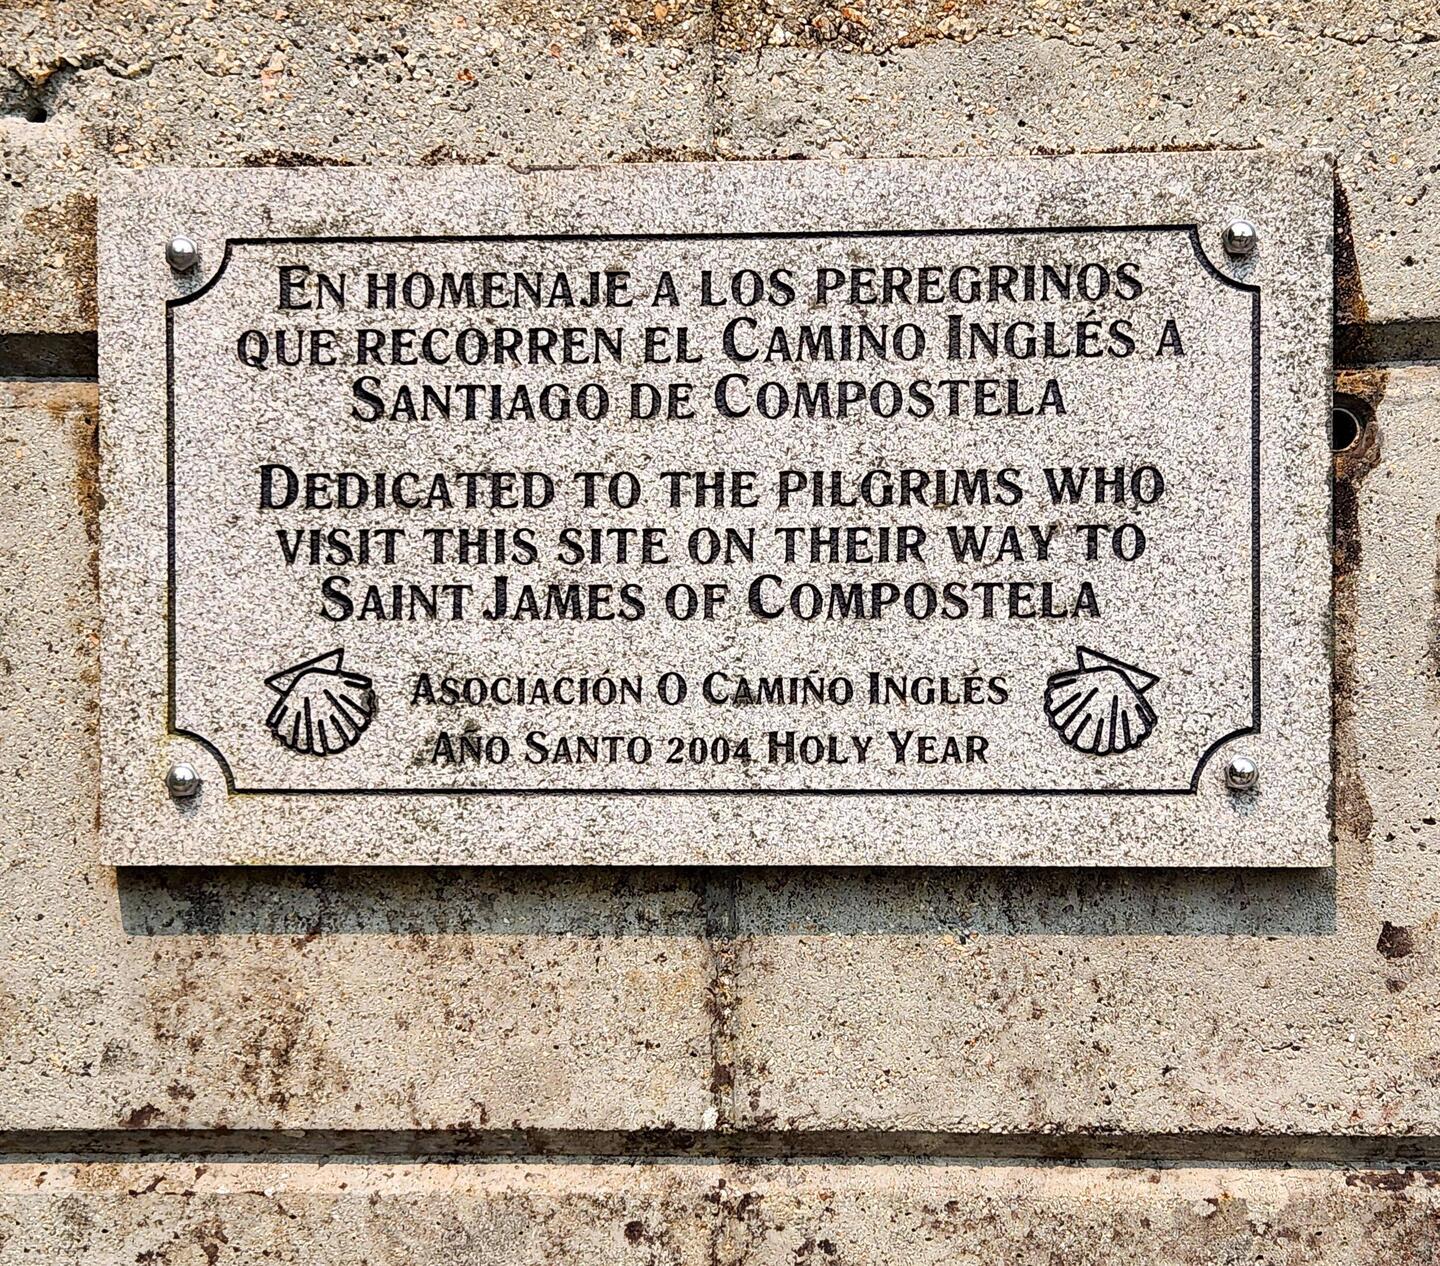 En homenaje a los peregrinos
que recorren el Camino Inglés a
Santiago de Compostela
Dedicated to the pilgrims who
visit this site on their way to
Saint James of Compostela
Asociación O Camiño Inglés
Año Santo 2004 Holy Year